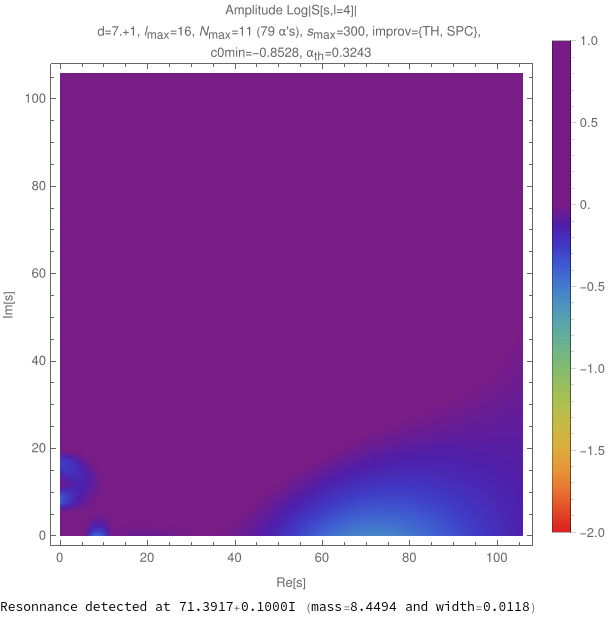 Amplitude Log|S[s,l=4]|
d=7.+1, lmax=16, Nmax=11 (79 α's), smax=300, improv={TH, SPC},
c0min=−0.8528, αth=0.3243
1.0
0.5
0.
−0.5
−1.0
−1.5
−2.0
100
80
60
40
20
0
Im[s]
0 20 40 60 80 100
Re[s]
Resonnance detected at 71.3917+0.1000I (mass=8.4494 and width=0.0118)